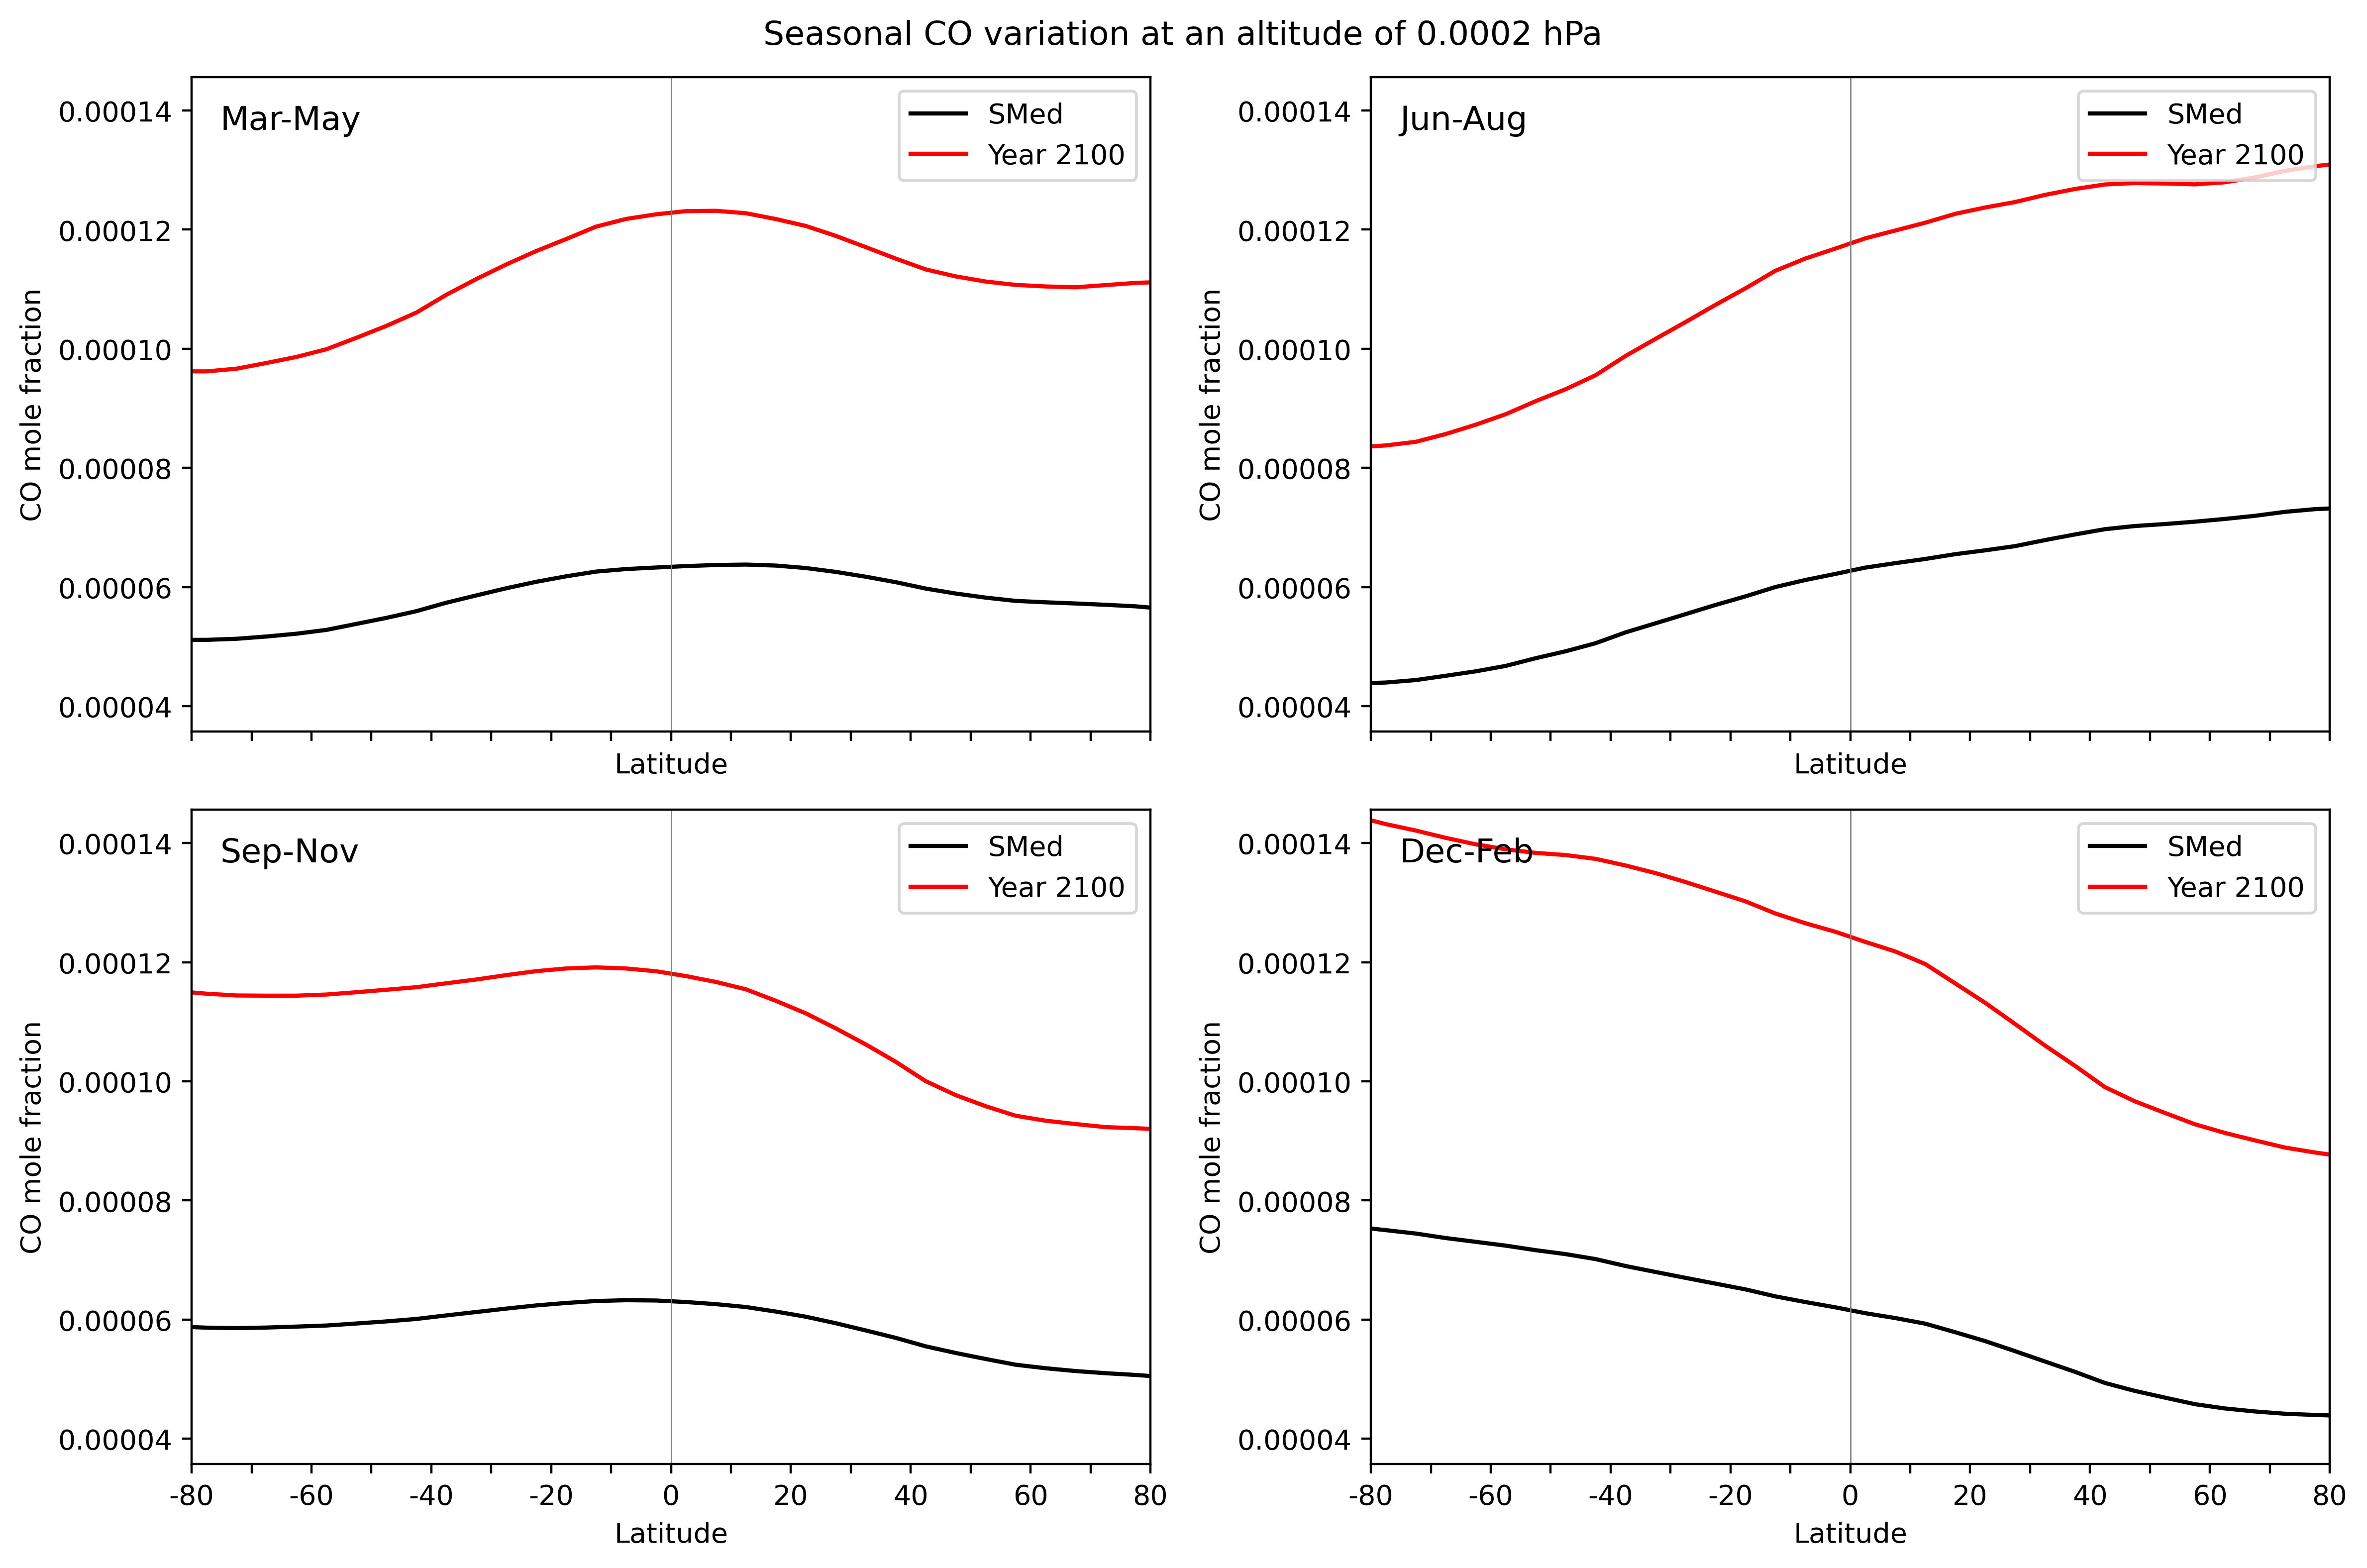 Seasonal CO variation at an altitude of 0.0002 hPa
Mar-May
SMed
Year 2100
0.00014
0.00012
0.00010
0.00008
0.00006
0.00004
CO mole fraction
Latitude
Jun-Aug
SMed
Year 2100
0.00014
0.00012
0.00010
0.00008
0.00006
0.00004
CO mole fraction
Latitude
Sep-Nov
SMed
Year 2100
0.00014
0.00012
0.00010
0.00008
0.00006
0.00004
CO mole fraction
-80 -60 -40 -20 0 20 40 60 80
Latitude
Dec-Feb
SMed
Year 2100
0.00014
0.00012
0.00010
0.00008
0.00006
0.00004
CO mole fraction
-80 -60 -40 -20 0 20 40 60 80
Latitude